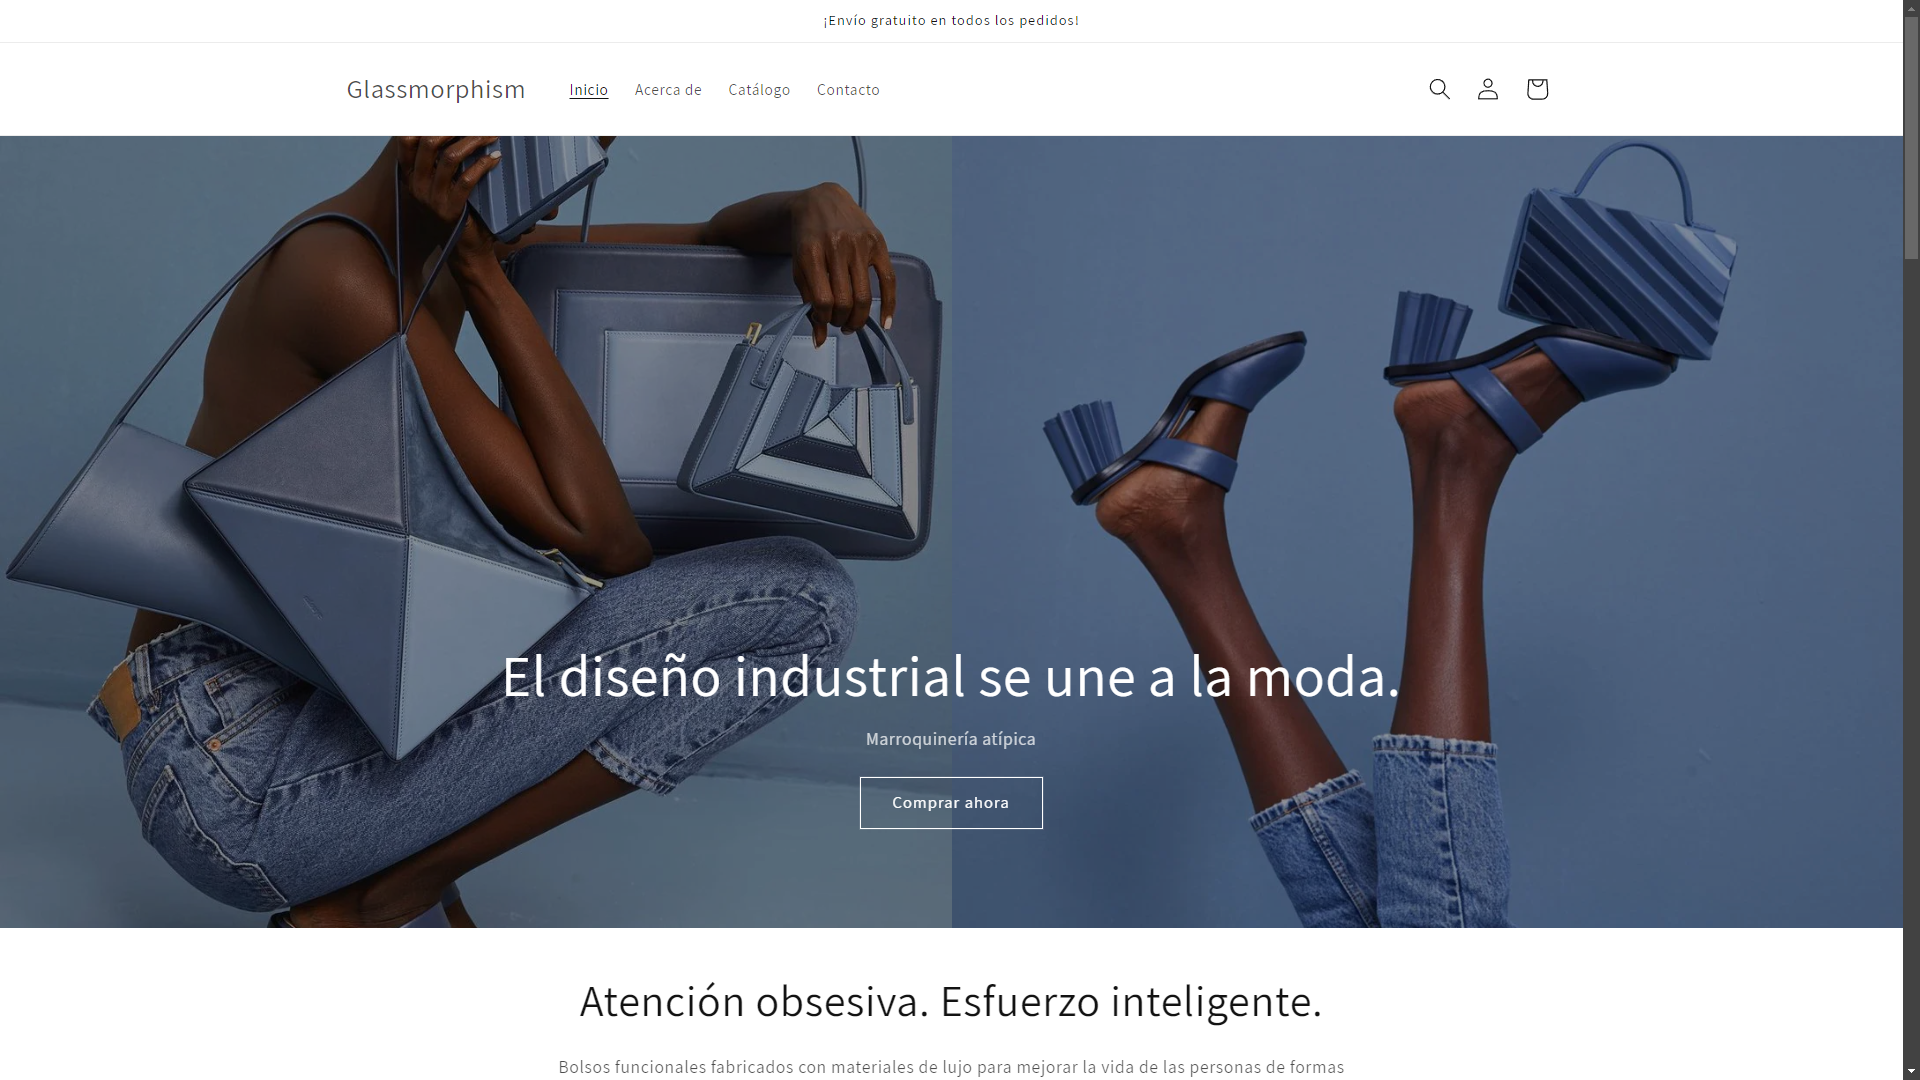 ¡Envío gratuito en todos los pedidos!
Glassmorphism
Inicio
Acerca de
Catálogo
Contacto
El diseño industrial se une a la moda.
Marroquinería atípica
Comprar ahora
Atención obsesiva. Esfuerzo inteligente.
Bolsos funcionales fabricados con materiales de lujo para mejorar la vida de las personas de formas